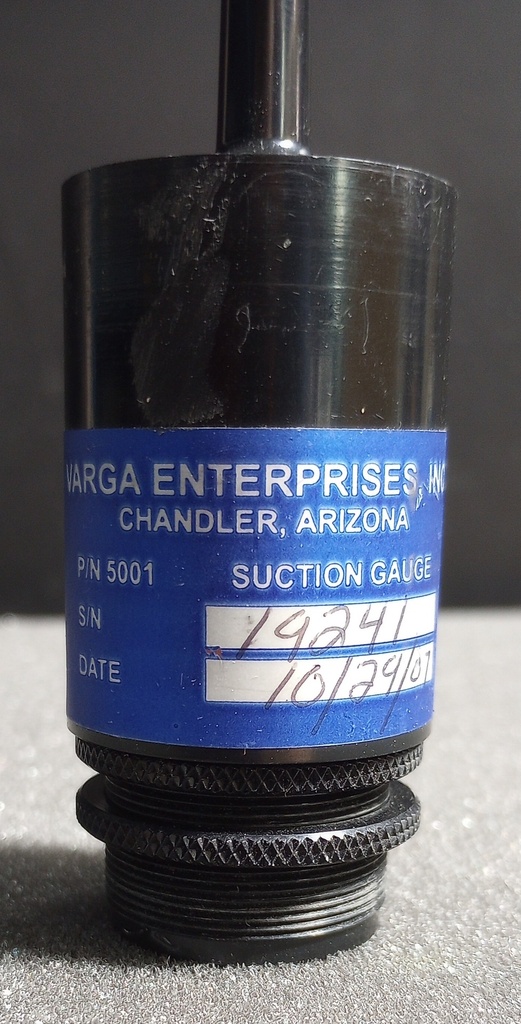 VARGA ENTERPRISES, INC
CHANDLER, ARIZONA
P/N 5001 SUCTION GAUGE
S/N 19241
DATE 10/29/07